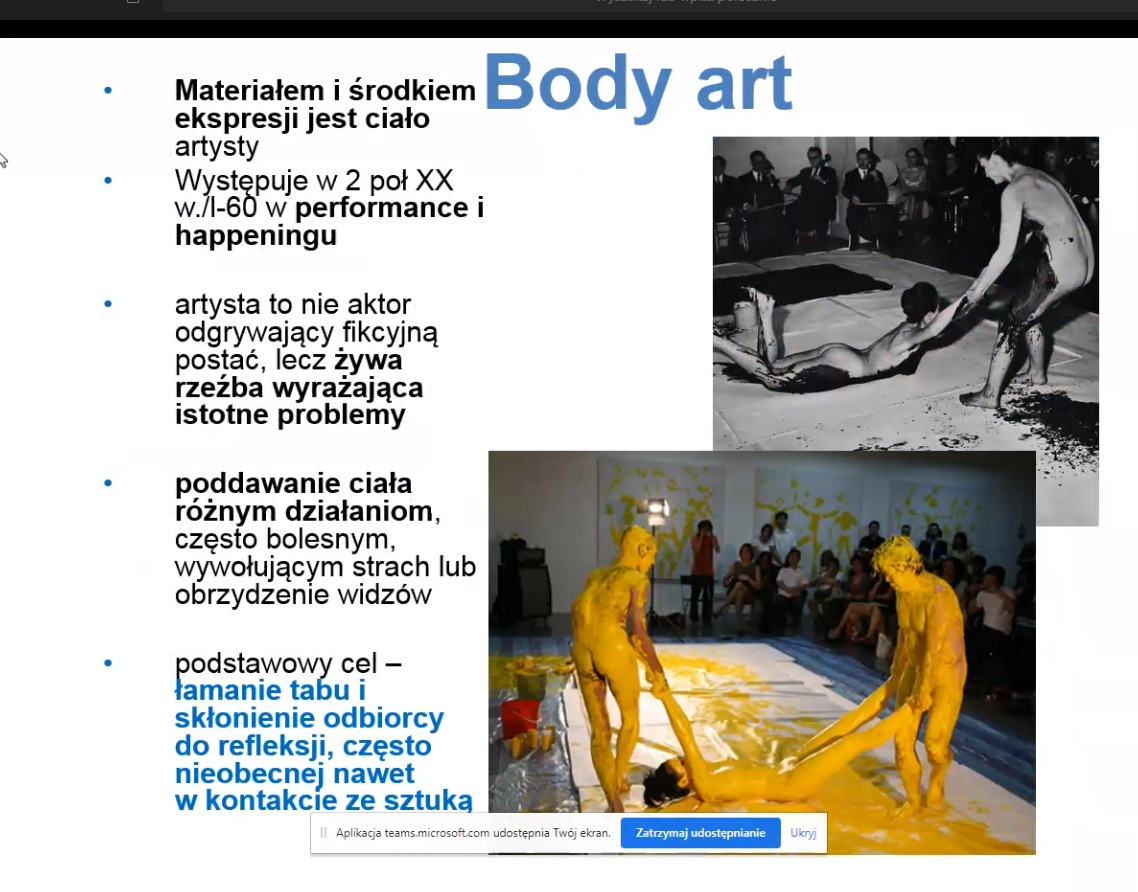 Body art
Materiałem i środkiem
ekspresji jest ciało
artysty
Występuje w 2 poł XX
w./l-60 w performance i
happeningu
artysta to nie aktor
odgrywający fikcyjną
postać, lecz żywa
rzeźba wyrażająca
istotne problemy
poddawanie ciała
różnym działaniom,
często bolesnym,
wywołującym strach lub
obrzydzenie widzów
podstawowy cel –
łamanie tabu i
skłonienie odbiorcy
do refleksji, często
nieobecnej nawet
w kontakcie ze sztuką
Aplikacja teams.microsoft.com udostępnia Twój ekran.
Zatrzymaj udostępnianie
Ukryj